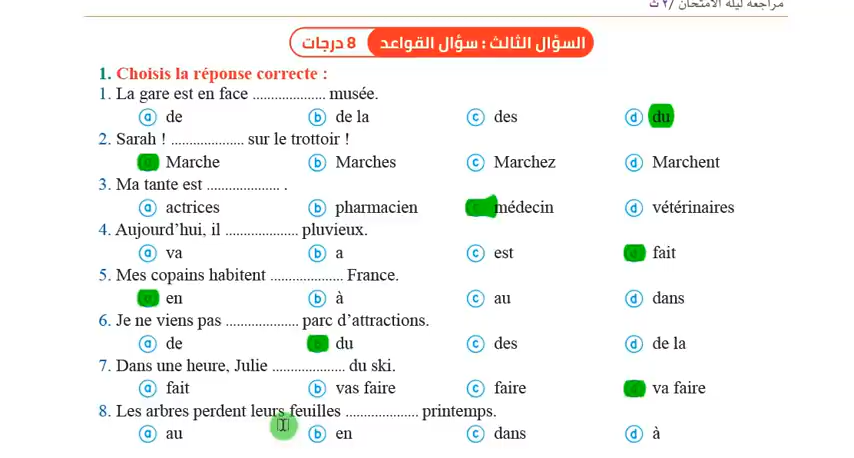 مراجعة ليلة الامتحان /٢ ث
السؤال الثالث : سؤال القواعد 8 درجات
1. Choisis la réponse correcte :
1. La gare est en face .................... musée.
a de b de la c des d du
2. Sarah ! .................... sur le trottoir !
a Marche b Marches c Marchez d Marchent
3. Ma tante est .................... .
a actrices b pharmacien c médecin d vétérinaires
4. Aujourd’hui, il .................... pluvieux.
a va b a c est d fait
5. Mes copains habitent .................... France.
a en b à c au d dans
6. Je ne viens pas .................... parc d’attractions.
a de b du c des d de la
7. Dans une heure, Julie .................... du ski.
a fait b vas faire c faire d va faire
8. Les arbres perdent leurs feuilles .................... printemps.
a au b en c dans d à